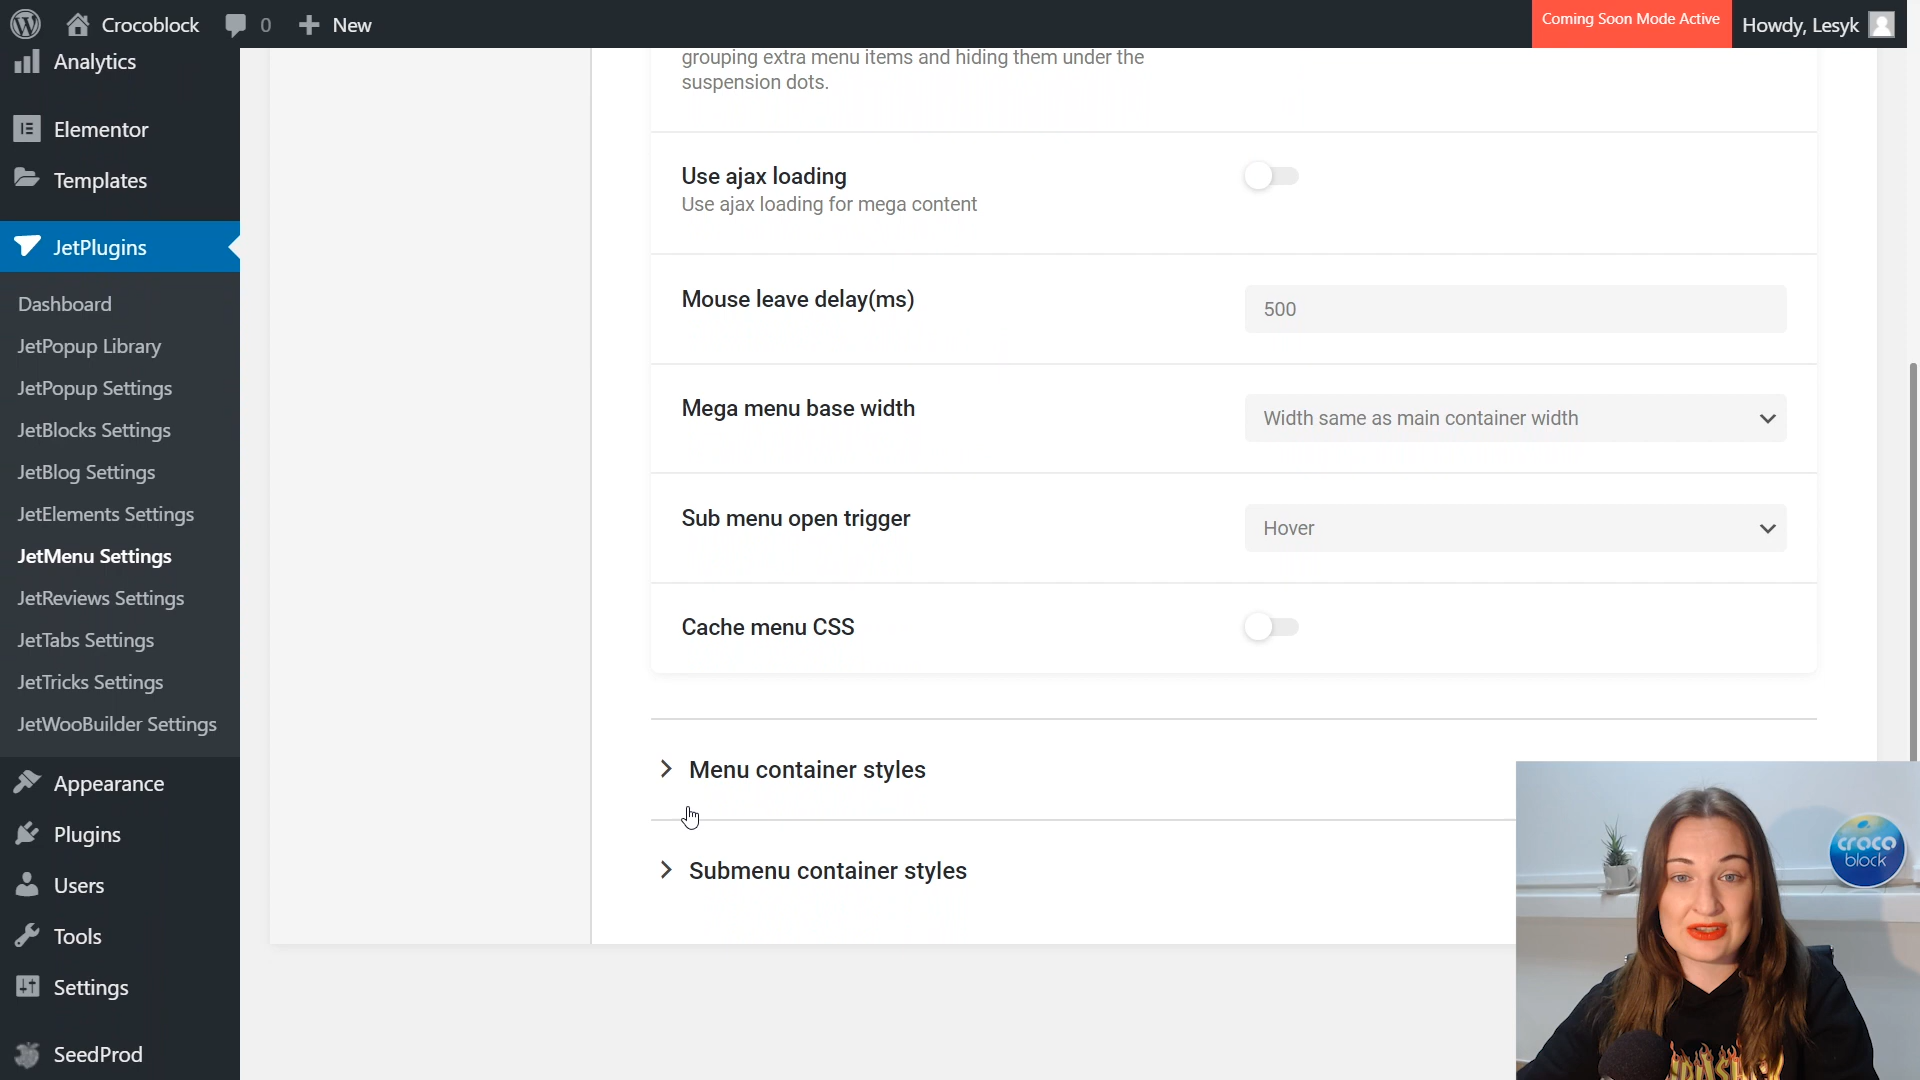 Crocoblock
0
New
Coming Soon Mode Active
Howdy, Lesyk
Analytics
Elementor
Templates
JetPlugins
Dashboard
JetPopup Library
JetPopup Settings
JetBlocks Settings
JetBlog Settings
JetElements Settings
JetMenu Settings
JetReviews Settings
JetTabs Settings
JetTricks Settings
JetWooBuilder Settings
Appearance
Plugins
Users
Tools
Settings
SeedProd
grouping extra menu items and hiding them under the
suspension dots.
Use ajax loading
Use ajax loading for mega content
Mouse leave delay(ms)
500
Mega menu base width
Width same as main container width
Sub menu open trigger
Hover
Cache menu CSS
Menu container styles
Submenu container styles
croco
block